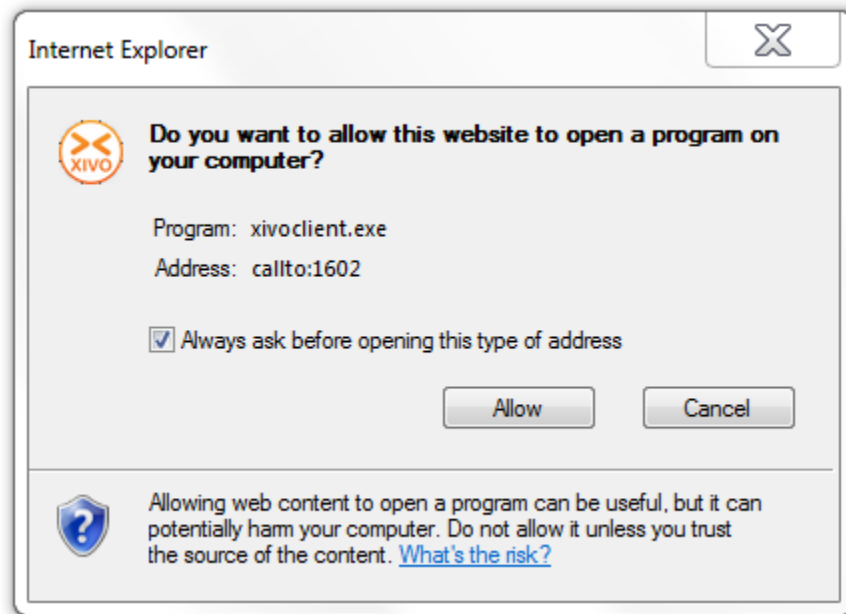 Internet Explorer
Do you want to allow this website to open a program on
your computer?
XIVO
Program: xivoclient.exe
Address: callto:1602
Always ask before opening this type of address
Allow Cancel
Allowing web content to open a program can be useful, but it can
potentially harm your computer. Do not allow it unless you trust
the source of the content. What's the risk?